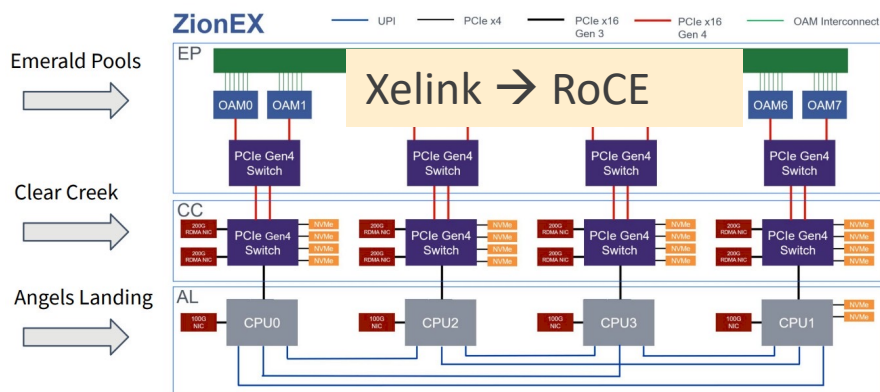 ZionEX
UPI
PCIe x4
PCIe x16
Gen 3
PCIe x16
Gen 4
OAM Interconnect
Emerald Pools
EP
Xelink → RoCE
OAM0
OAM1
OAM6
OAM7
PCIe Gen4
Switch
PCIe Gen4
Switch
PCIe Gen4
Switch
PCIe Gen4
Switch
Clear Creek
CC
200G
RDMA NIC
200G
RDMA NIC
PCIe Gen4
Switch
NVMe
NVMe
NVMe
NVMe
200G
RDMA NIC
200G
RDMA NIC
PCIe Gen4
Switch
NVMe
NVMe
NVMe
NVMe
200G
RDMA NIC
200G
RDMA NIC
PCIe Gen4
Switch
NVMe
NVMe
NVMe
NVMe
200G
RDMA NIC
200G
RDMA NIC
PCIe Gen4
Switch
NVMe
NVMe
NVMe
NVMe
Angels Landing
AL
100G
NIC
CPU0
100G
NIC
CPU2
100G
NIC
CPU3
100G
NIC
CPU1
NVMe
NVMe